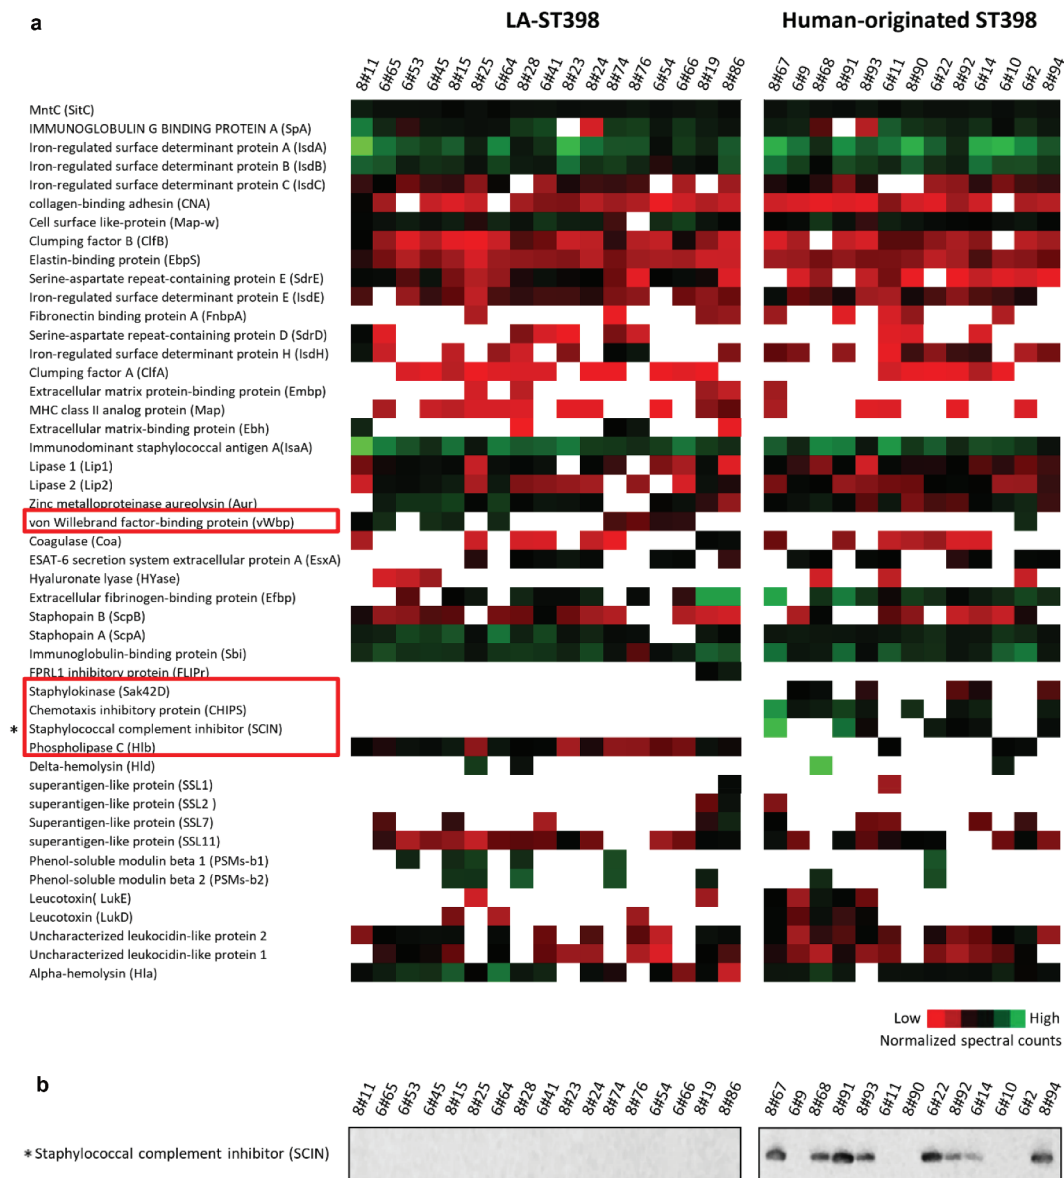 a
LA-ST398
Human-originated ST398
8#11 6#65 6#53 6#45 8#15 8#25 6#64 8#28 6#41 8#23 8#24 8#74 8#76 6#54 6#66 8#19 8#86
8#67 6#9 8#68 8#91 8#93 6#11 8#90 6#22 8#92 6#14 6#10 6#2 8#94
MntC (SitC)
IMMUNOGLOBULIN G BINDING PROTEIN A (SpA)
Iron-regulated surface determinant protein A (IsdA)
Iron-regulated surface determinant protein B (IsdB)
Iron-regulated surface determinant protein C (IsdC)
collagen-binding adhesin (CNA)
Cell surface like-protein (Map-w)
Clumping factor B (ClfB)
Elastin-binding protein (EbpS)
Serine-aspartate repeat-containing protein E (SdrE)
Iron-regulated surface determinant protein E (IsdE)
Fibronectin binding protein A (FnbpA)
Serine-aspartate repeat-containing protein D (SdrD)
Iron-regulated surface determinant protein H (IsdH)
Clumping factor A (ClfA)
Extracellular matrix protein-binding protein (Embp)
MHC class II analog protein (Map)
Extracellular matrix-binding protein (Ebh)
Immunodominant staphylococcal antigen A(IsaA)
Lipase 1 (Lip1)
Lipase 2 (Lip2)
Zinc metalloproteinase aureolysin (Aur)
von Willebrand factor-binding protein (vWbp)
Coagulase (Coa)
ESAT-6 secretion system extracellular protein A (EsxA)
Hyaluronate lyase (HYase)
Extracellular fibrinogen-binding protein (Efbp)
Staphopain B (ScpB)
Staphopain A (ScpA)
Immunoglobulin-binding protein (Sbi)
FPRL1 inhibitory protein (FLIPr)
Staphylokinase (Sak42D)
Chemotaxis inhibitory protein (CHIPS)
* Staphylococcal complement inhibitor (SCIN)
Phospholipase C (Hlb)
Delta-hemolysin (Hld)
superantigen-like protein (SSL1)
superantigen-like protein (SSL2 )
Superantigen-like protein (SSL7)
superantigen-like protein (SSL11)
Phenol-soluble modulin beta 1 (PSMs-b1)
Phenol-soluble modulin beta 2 (PSMs-b2)
Leucotoxin( LukE)
Leucotoxin (LukD)
Uncharacterized leukocidin-like protein 2
Uncharacterized leukocidin-like protein 1
Alpha-hemolysin (Hla)
Low High
Normalized spectral counts
b
8#11 6#65 6#53 6#45 8#15 8#25 6#64 8#28 6#41 8#23 8#24 8#74 8#76 6#54 6#66 8#19 8#86
8#67 6#9 8#68 8#91 8#93 6#11 8#90 6#22 8#92 6#14 6#10 6#2 8#94
* Staphylococcal complement inhibitor (SCIN)